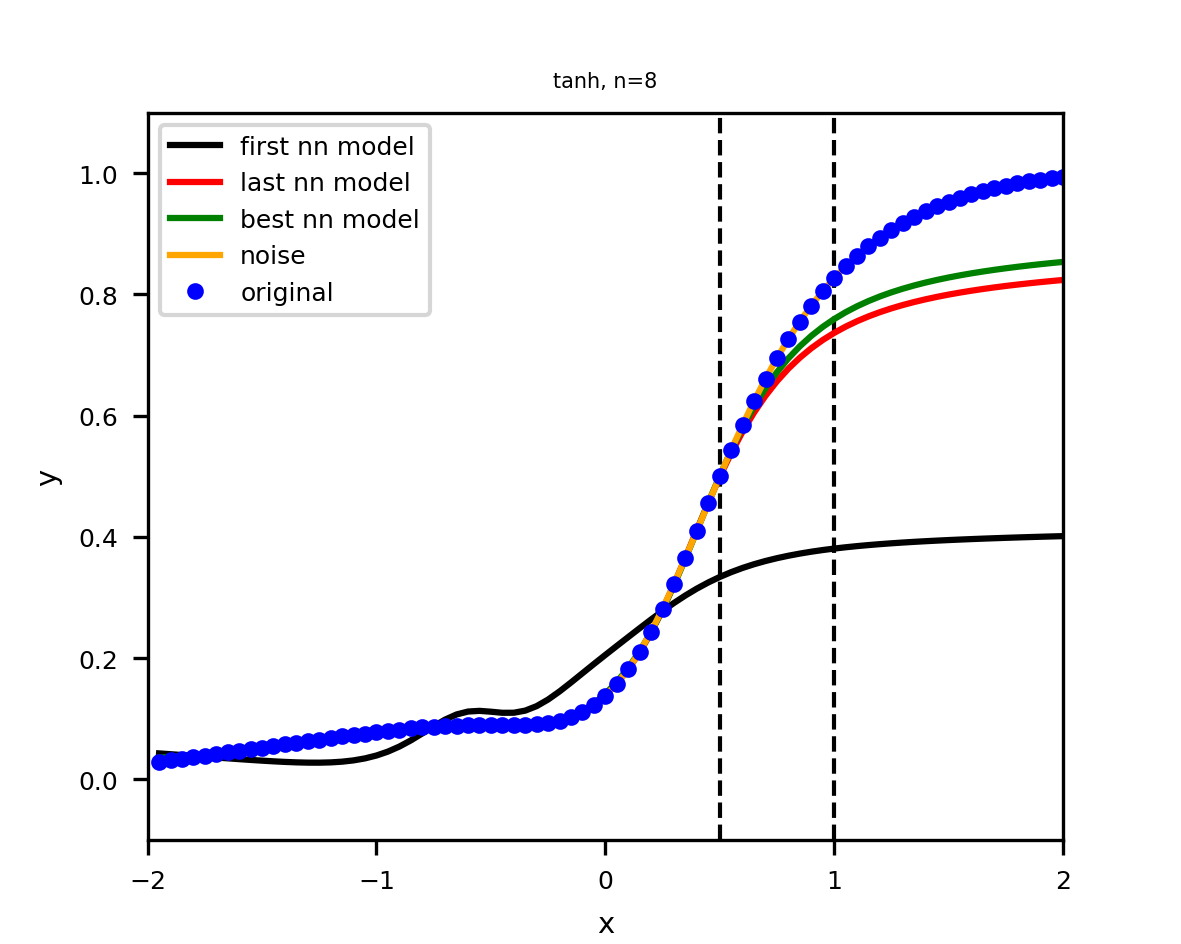 tanh, n=8
first nn model
last nn model
best nn model
noise
original
1.0
0.8
0.6
0.4
0.2
0.0
y
−2
−1
0
1
2
x